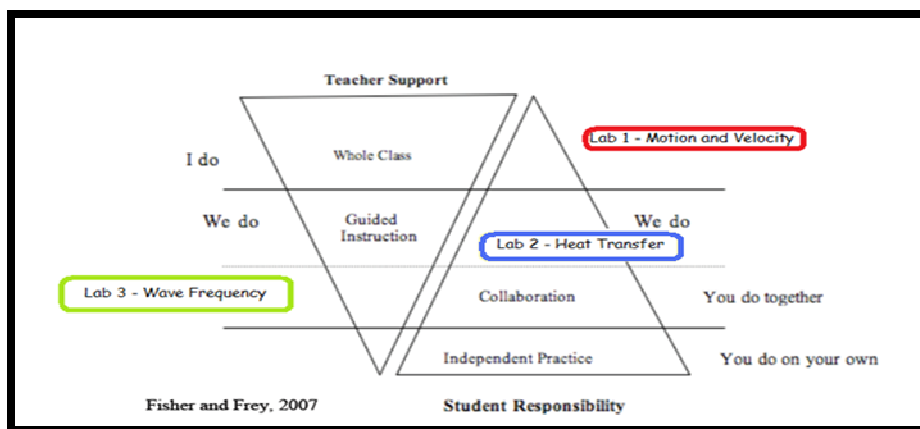 Teacher Support
Lab 1 - Motion and Velocity
I do
Whole Class
We do
Guided
Instruction
We do
Lab 2 - Heat Transfer
Lab 3 - Wave Frequency
Collaboration
You do together
Independent Practice
You do on your own
Fisher and Frey, 2007
Student Responsibility